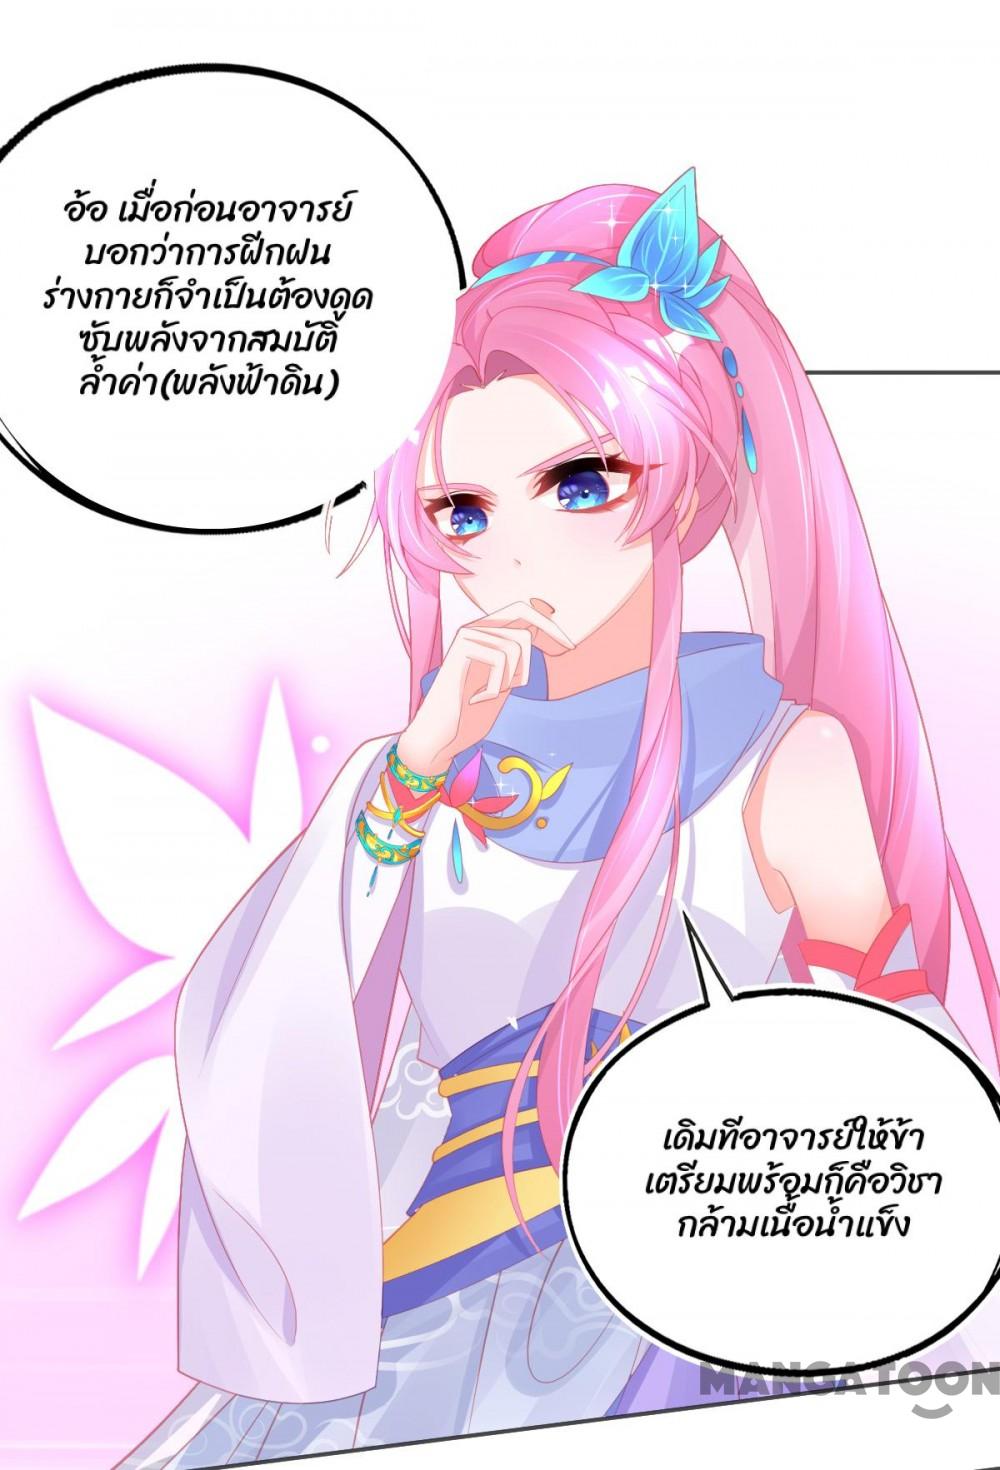 อ้อ เมื่อก่อนอาจารย์
บอกว่าการฝึกฝน
ร่างกายก็จำเป็นต้องดูด
ซับพลังจากสมบัติ
ล้ำค่า(พลังฟ้าดิน)
เดิมทีอาจารย์ให้ข้า
เตรียมพร้อมก็คือวิชา
กล้ามเนื้อน้ำแข็ง
MANGATOON